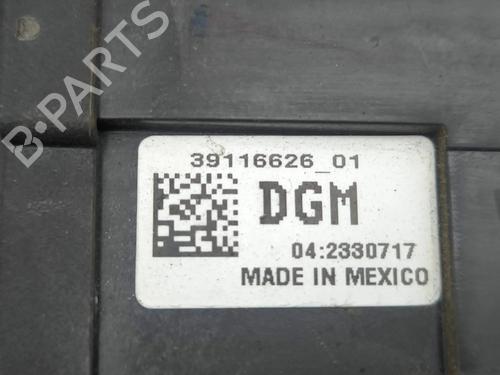 B-PARTS
39116626_01
DGM
04:2330717
MADE IN MEXICO